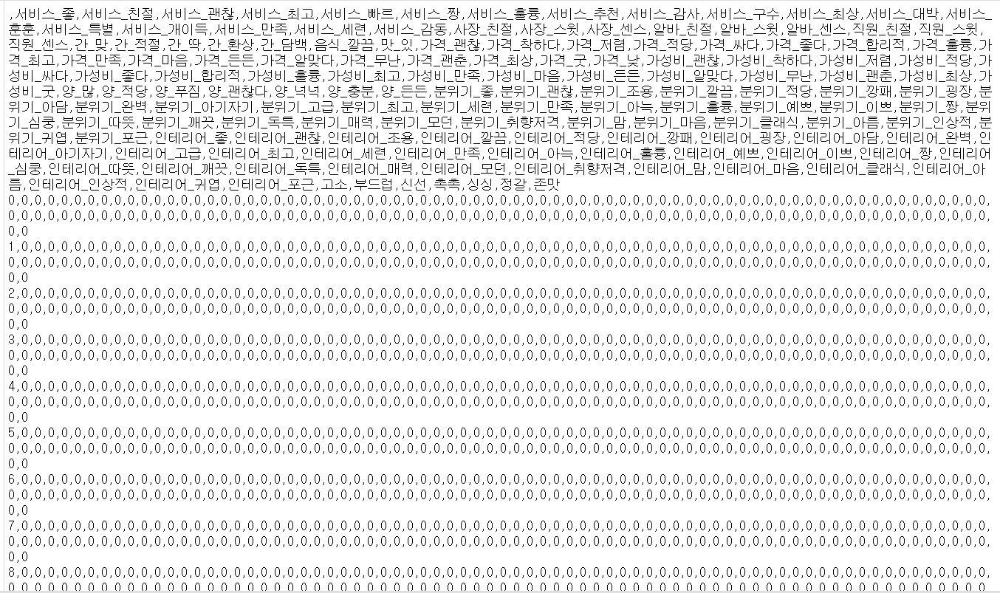 ,서비스_좋,서비스_친절,서비스_괜찮,서비스_최고,서비스_빠르,서비스_짱,서비스_훌륭,서비스_추천,서비스_감사,서비스_구수,서비스_최상,서비스_대박,서비스_
훈훈,서비스_특별,서비스_개이득,서비스_만족,서비스_세련,서비스_감동,사장_친절,사장_스윗,사장_센스,알바_친절,알바_스윗,알바_센스,직원_친절,직원_스윗,
직원_센스,간_맞,간_적절,간_딱,간_환상,간_담백,음식_깔끔,맛_있,가격_괜찮,가격_착하다,가격_저렴,가격_적당,가격_싸다,가격_좋다,가격_합리적,가격_훌륭,가
격_최고,가격_만족,가격_마음,가격_든든,가격_알맞다,가격_무난,가격_괜춘,가격_최상,가격_굿,가격_낮,가성비_괜찮,가성비_착하다,가성비_저렴,가성비_적당,가
성비_싸다,가성비_좋다,가성비_합리적,가성비_훌륭,가성비_최고,가성비_만족,가성비_마음,가성비_든든,가성비_알맞다,가성비_무난,가성비_괜춘,가성비_최상,가
성비_굿,양_많,양_적당,양_푸짐,양_괜찮다,양_넉넉,양_충분,양_든든,분위기_좋,분위기_괜찮,분위기_조용,분위기_깔끔,분위기_적당,분위기_깡패,분위기_굉장,분
위기_아담,분위기_완벽,분위기_아기자기,분위기_고급,분위기_최고,분위기_세련,분위기_만족,분위기_아늑,분위기_훌륭,분위기_예쁘,분위기_이쁘,분위기_짱,분위
기_심쿵,분위기_따뜻,분위기_깨끗,분위기_독특,분위기_매력,분위기_모던,분위기_취향저격,분위기_맘,분위기_마음,분위기_클래식,분위기_아름,분위기_인상적,분
위기_귀엽,분위기_포근,인테리어_좋,인테리어_괜찮,인테리어_조용,인테리어_깔끔,인테리어_적당,인테리어_깡패,인테리어_굉장,인테리어_아담,인테리어_완벽,인
테리어_아기자기,인테리어_고급,인테리어_최고,인테리어_세련,인테리어_만족,인테리어_아늑,인테리어_훌륭,인테리어_예쁘,인테리어_이쁘,인테리어_짱,인테리어
_심쿵,인테리어_따뜻,인테리어_깨끗,인테리어_독특,인테리어_매력,인테리어_모던,인테리어_취향저격,인테리어_맘,인테리어_마음,인테리어_클래식,인테리어_아
름,인테리어_인상적,인테리어_귀엽,인테리어_포근,고소,부드럽,신선,촉촉,싱싱,정갈,존맛
0,0,0,0,0,0,0,0,0,0,0,0,0,0,0,0,0,0,0,0,0,0,0,0,0,0,0,0,0,0,0,0,0,0,0,0,0,0,0,0,0,0,0,0,0,0,0,0,0,0,0,0,0,0,0,0,0,0,0,0,0,0,0,0,0,0,0,0,0,0,0,0,0,0,
0,0,0,0,0,0,0,0,0,0,0,0,0,0,0,0,0,0,0,0,0,0,0,0,0,0,0,0,0,0,0,0,0,0,0,0,0,0,0,0,0,0,0,0,0,0,0,0,0,0,0,0,0,0,0,0,0,0,0,0,0,0,0,0,0,0,0,0,0,0,0,0,0,0,
0,0
1,0,0,0,0,0,0,0,0,0,0,0,0,0,0,0,0,0,0,0,0,0,0,0,0,0,0,0,0,0,0,0,0,0,0,0,0,0,0,0,0,0,0,0,0,0,0,0,0,0,0,0,0,0,0,0,0,0,0,0,0,0,0,0,0,0,0,0,0,0,0,0,0,0,
0,0,0,0,0,0,0,0,0,0,0,0,0,0,0,0,0,0,0,0,0,0,0,0,0,0,0,0,0,0,0,0,0,0,0,0,0,0,0,0,0,0,0,0,0,0,0,0,0,0,0,0,0,0,0,0,0,0,0,0,0,0,0,0,0,0,0,0,0,0,0,0,0,0,
0,0
2,0,0,0,0,0,0,0,0,0,0,0,0,0,0,0,0,0,0,0,0,0,0,0,0,0,0,0,0,0,0,0,0,0,0,0,0,0,0,0,0,0,0,0,0,0,0,0,0,0,0,0,0,0,0,0,0,0,0,0,0,0,0,0,0,0,0,0,0,0,0,0,0,0,
0,0,0,0,0,0,0,0,0,0,0,0,0,0,0,0,0,0,0,0,0,0,0,0,0,0,0,0,0,0,0,0,0,0,0,0,0,0,0,0,0,0,0,0,0,0,0,0,0,0,0,0,0,0,0,0,0,0,0,0,0,0,0,0,0,0,0,0,0,0,0,0,0,0,
0,0
3,0,0,0,0,0,0,0,0,0,0,0,0,0,0,0,0,0,0,0,0,0,0,0,0,0,0,0,0,0,0,0,0,0,0,0,0,0,0,0,0,0,0,0,0,0,0,0,0,0,0,0,0,0,0,0,0,0,0,0,0,0,0,0,0,0,0,0,0,0,0,0,0,0,
0,0,0,0,0,0,0,0,0,0,0,0,0,0,0,0,0,0,0,0,0,0,0,0,0,0,0,0,0,0,0,0,0,0,0,0,0,0,0,0,0,0,0,0,0,0,0,0,0,0,0,0,0,0,0,0,0,0,0,0,0,0,0,0,0,0,0,0,0,0,0,0,0,0,
0,0
4,0,0,0,0,0,0,0,0,0,0,0,0,0,0,0,0,0,0,0,0,0,0,0,0,0,0,0,0,0,0,0,0,0,0,0,0,0,0,0,0,0,0,0,0,0,0,0,0,0,0,0,0,0,0,0,0,0,0,0,0,0,0,0,0,0,0,0,0,0,0,0,0,0,
0,0,0,0,0,0,0,0,0,0,0,0,0,0,0,0,0,0,0,0,0,0,0,0,0,0,0,0,0,0,0,0,0,0,0,0,0,0,0,0,0,0,0,0,0,0,0,0,0,0,0,0,0,0,0,0,0,0,0,0,0,0,0,0,0,0,0,0,0,0,0,0,0,0,
0,0
5,0,0,0,0,0,0,0,0,0,0,0,0,0,0,0,0,0,0,0,0,0,0,0,0,0,0,0,0,0,0,0,0,0,0,0,0,0,0,0,0,0,0,0,0,0,0,0,0,0,0,0,0,0,0,0,0,0,0,0,0,0,0,0,0,0,0,0,0,0,0,0,0,0,
0,0,0,0,0,0,0,0,0,0,0,0,0,0,0,0,0,0,0,0,0,0,0,0,0,0,0,0,0,0,0,0,0,0,0,0,0,0,0,0,0,0,0,0,0,0,0,0,0,0,0,0,0,0,0,0,0,0,0,0,0,0,0,0,0,0,0,0,0,0,0,0,0,0,
0,0
6,0,0,0,0,0,0,0,0,0,0,0,0,0,0,0,0,0,0,0,0,0,0,0,0,0,0,0,0,0,0,0,0,0,0,0,0,0,0,0,0,0,0,0,0,0,0,0,0,0,0,0,0,0,0,0,0,0,0,0,0,0,0,0,0,0,0,0,0,0,0,0,0,0,
0,0,0,0,0,0,0,0,0,0,0,0,0,0,0,0,0,0,0,0,0,0,0,0,0,0,0,0,0,0,0,0,0,0,0,0,0,0,0,0,0,0,0,0,0,0,0,0,0,0,0,0,0,0,0,0,0,0,0,0,0,0,0,0,0,0,0,0,0,0,0,0,0,0,
0,0
7,0,0,0,0,0,0,0,0,0,0,0,0,0,0,0,0,0,0,0,0,0,0,0,0,0,0,0,0,0,0,0,0,0,0,0,0,0,0,0,0,0,0,0,0,0,0,0,0,0,0,0,0,0,0,0,0,0,0,0,0,0,0,0,0,0,0,0,0,0,0,0,0,0,
0,0,0,0,0,0,0,0,0,0,0,0,0,0,0,0,0,0,0,0,0,0,0,0,0,0,0,0,0,0,0,0,0,0,0,0,0,0,0,0,0,0,0,0,0,0,0,0,0,0,0,0,0,0,0,0,0,0,0,0,0,0,0,0,0,0,0,0,0,0,0,0,0,0,
0,0
8,0,0,0,0,0,0,0,0,0,0,0,0,0,0,0,0,0,0,0,0,0,0,0,0,0,0,0,0,0,0,0,0,0,0,0,0,0,0,0,0,0,0,0,0,0,0,0,0,0,0,0,0,0,0,0,0,0,0,0,0,0,0,0,0,0,0,0,0,0,0,0,0,0,